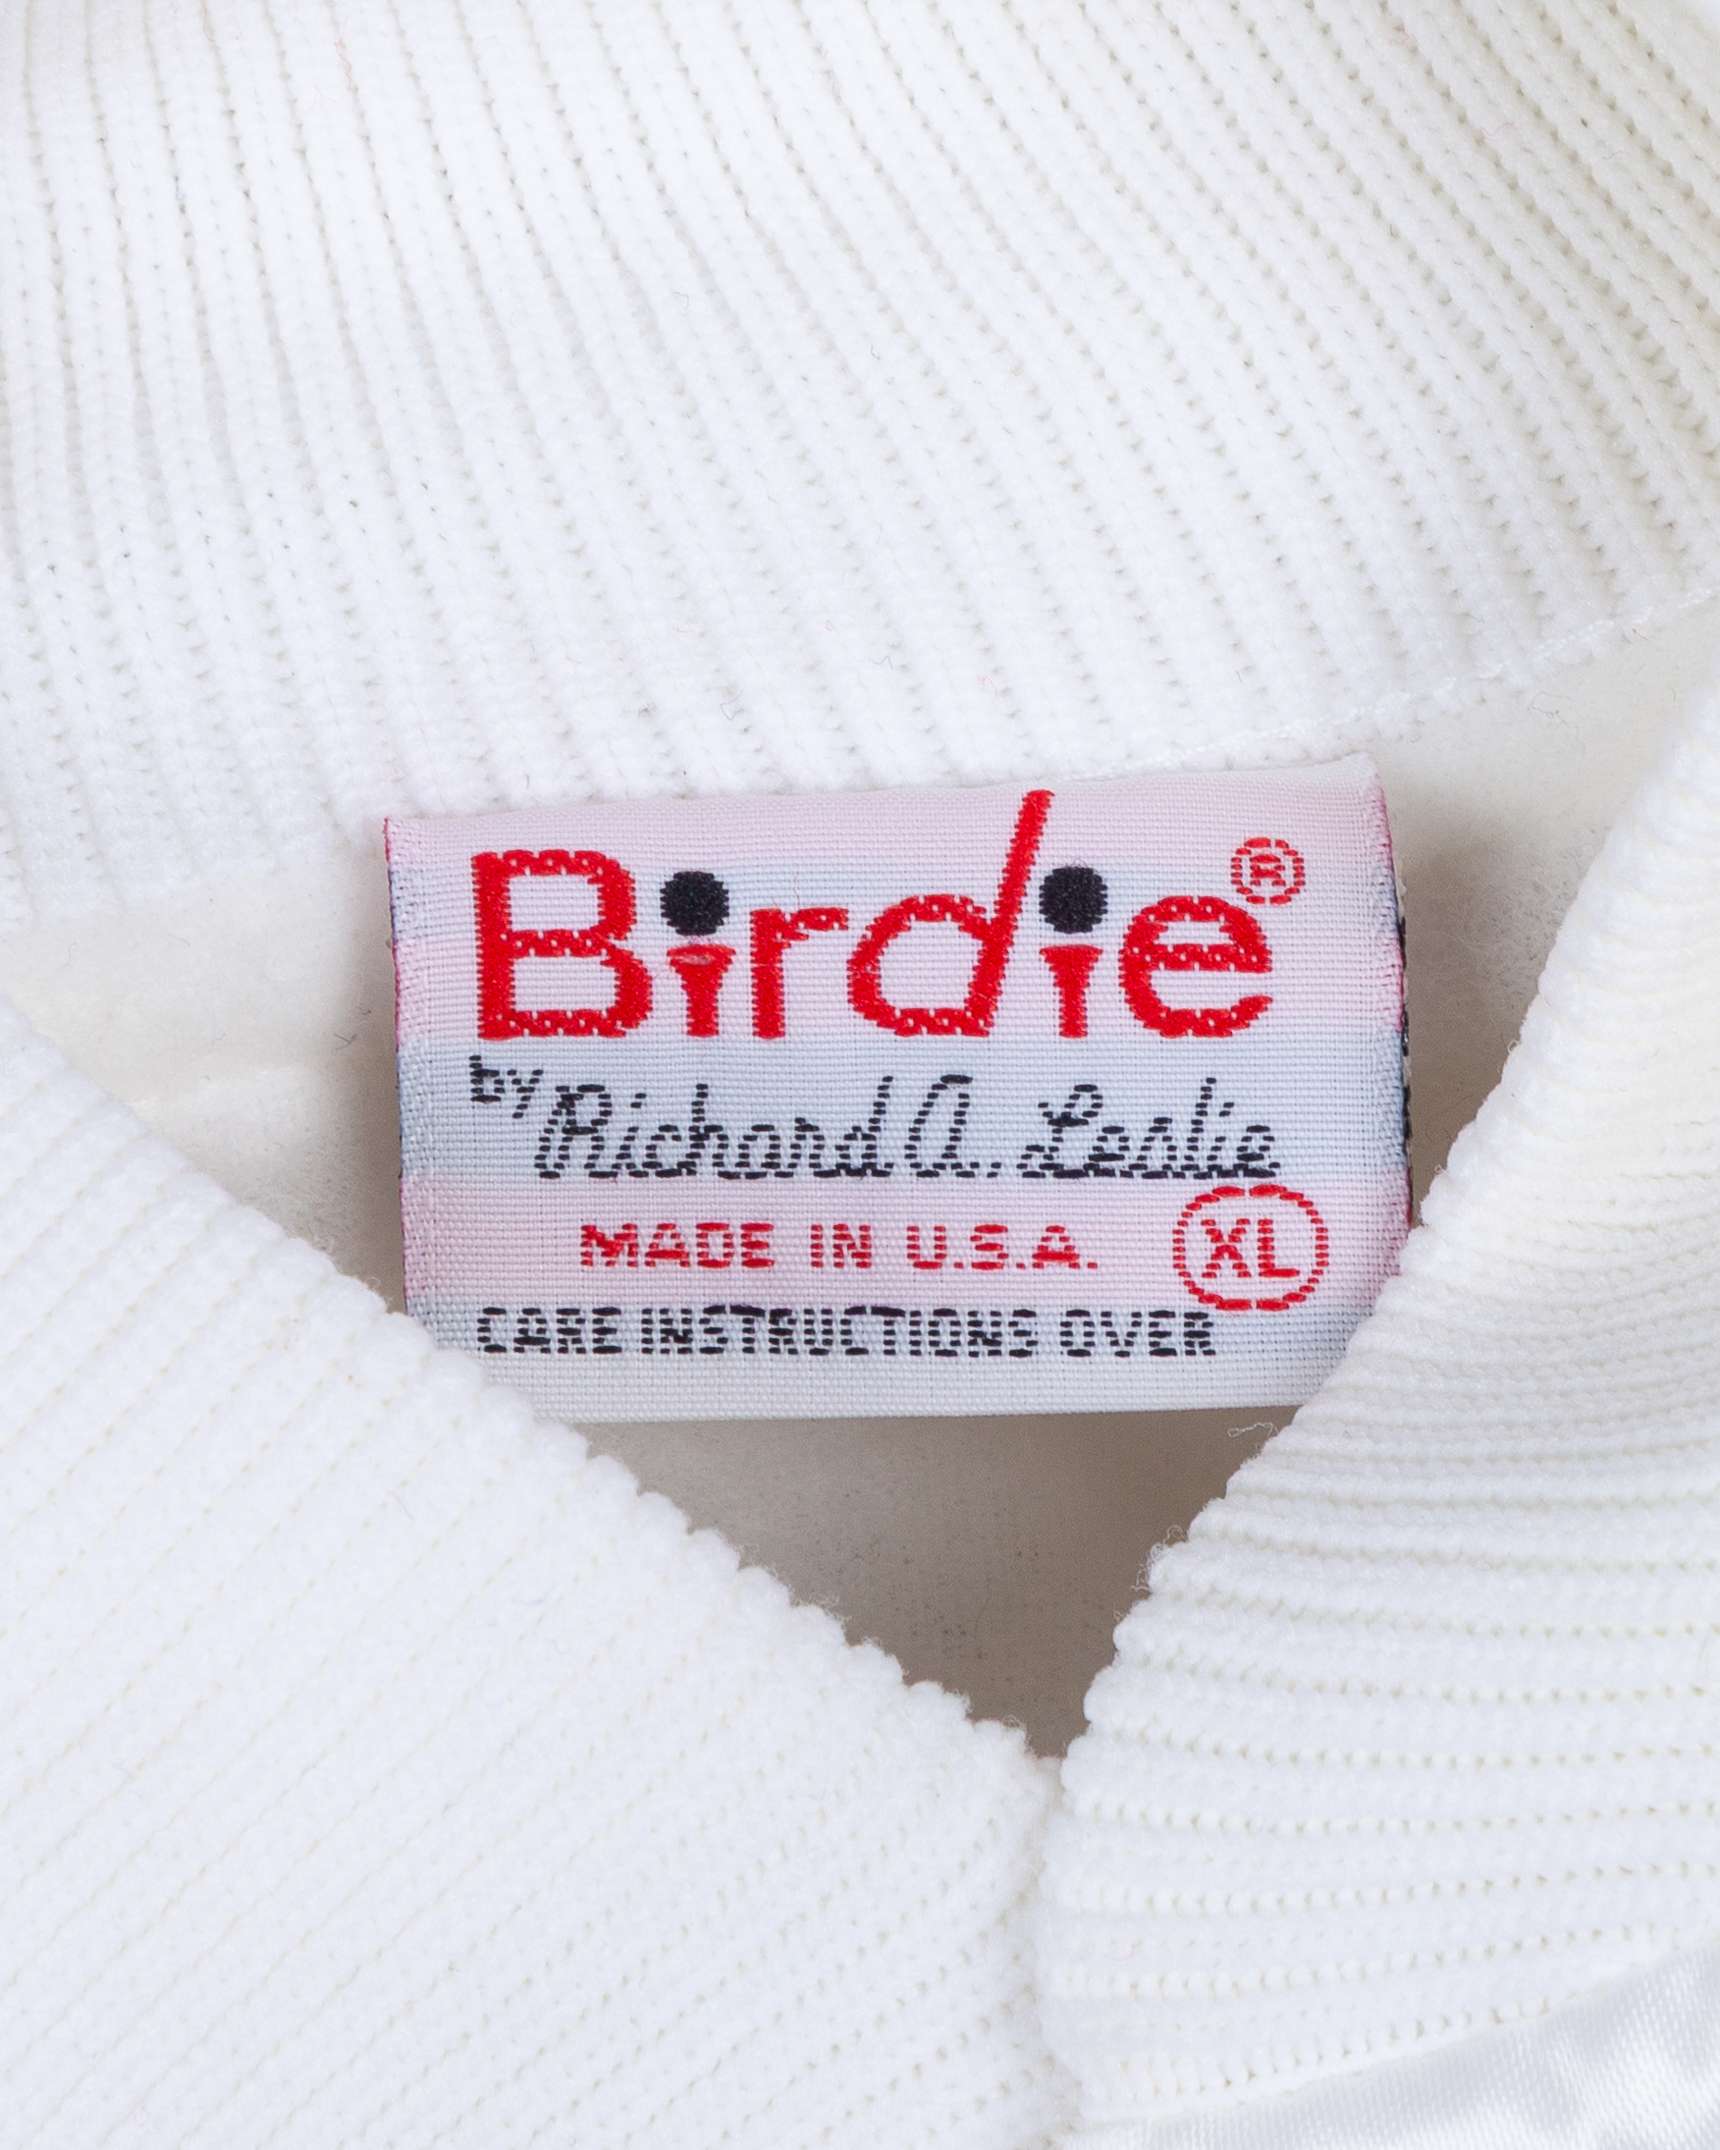 Birdie®
by Richard A. Leslie
MADE IN U.S.A. XL
CARE INSTRUCTIONS OVER